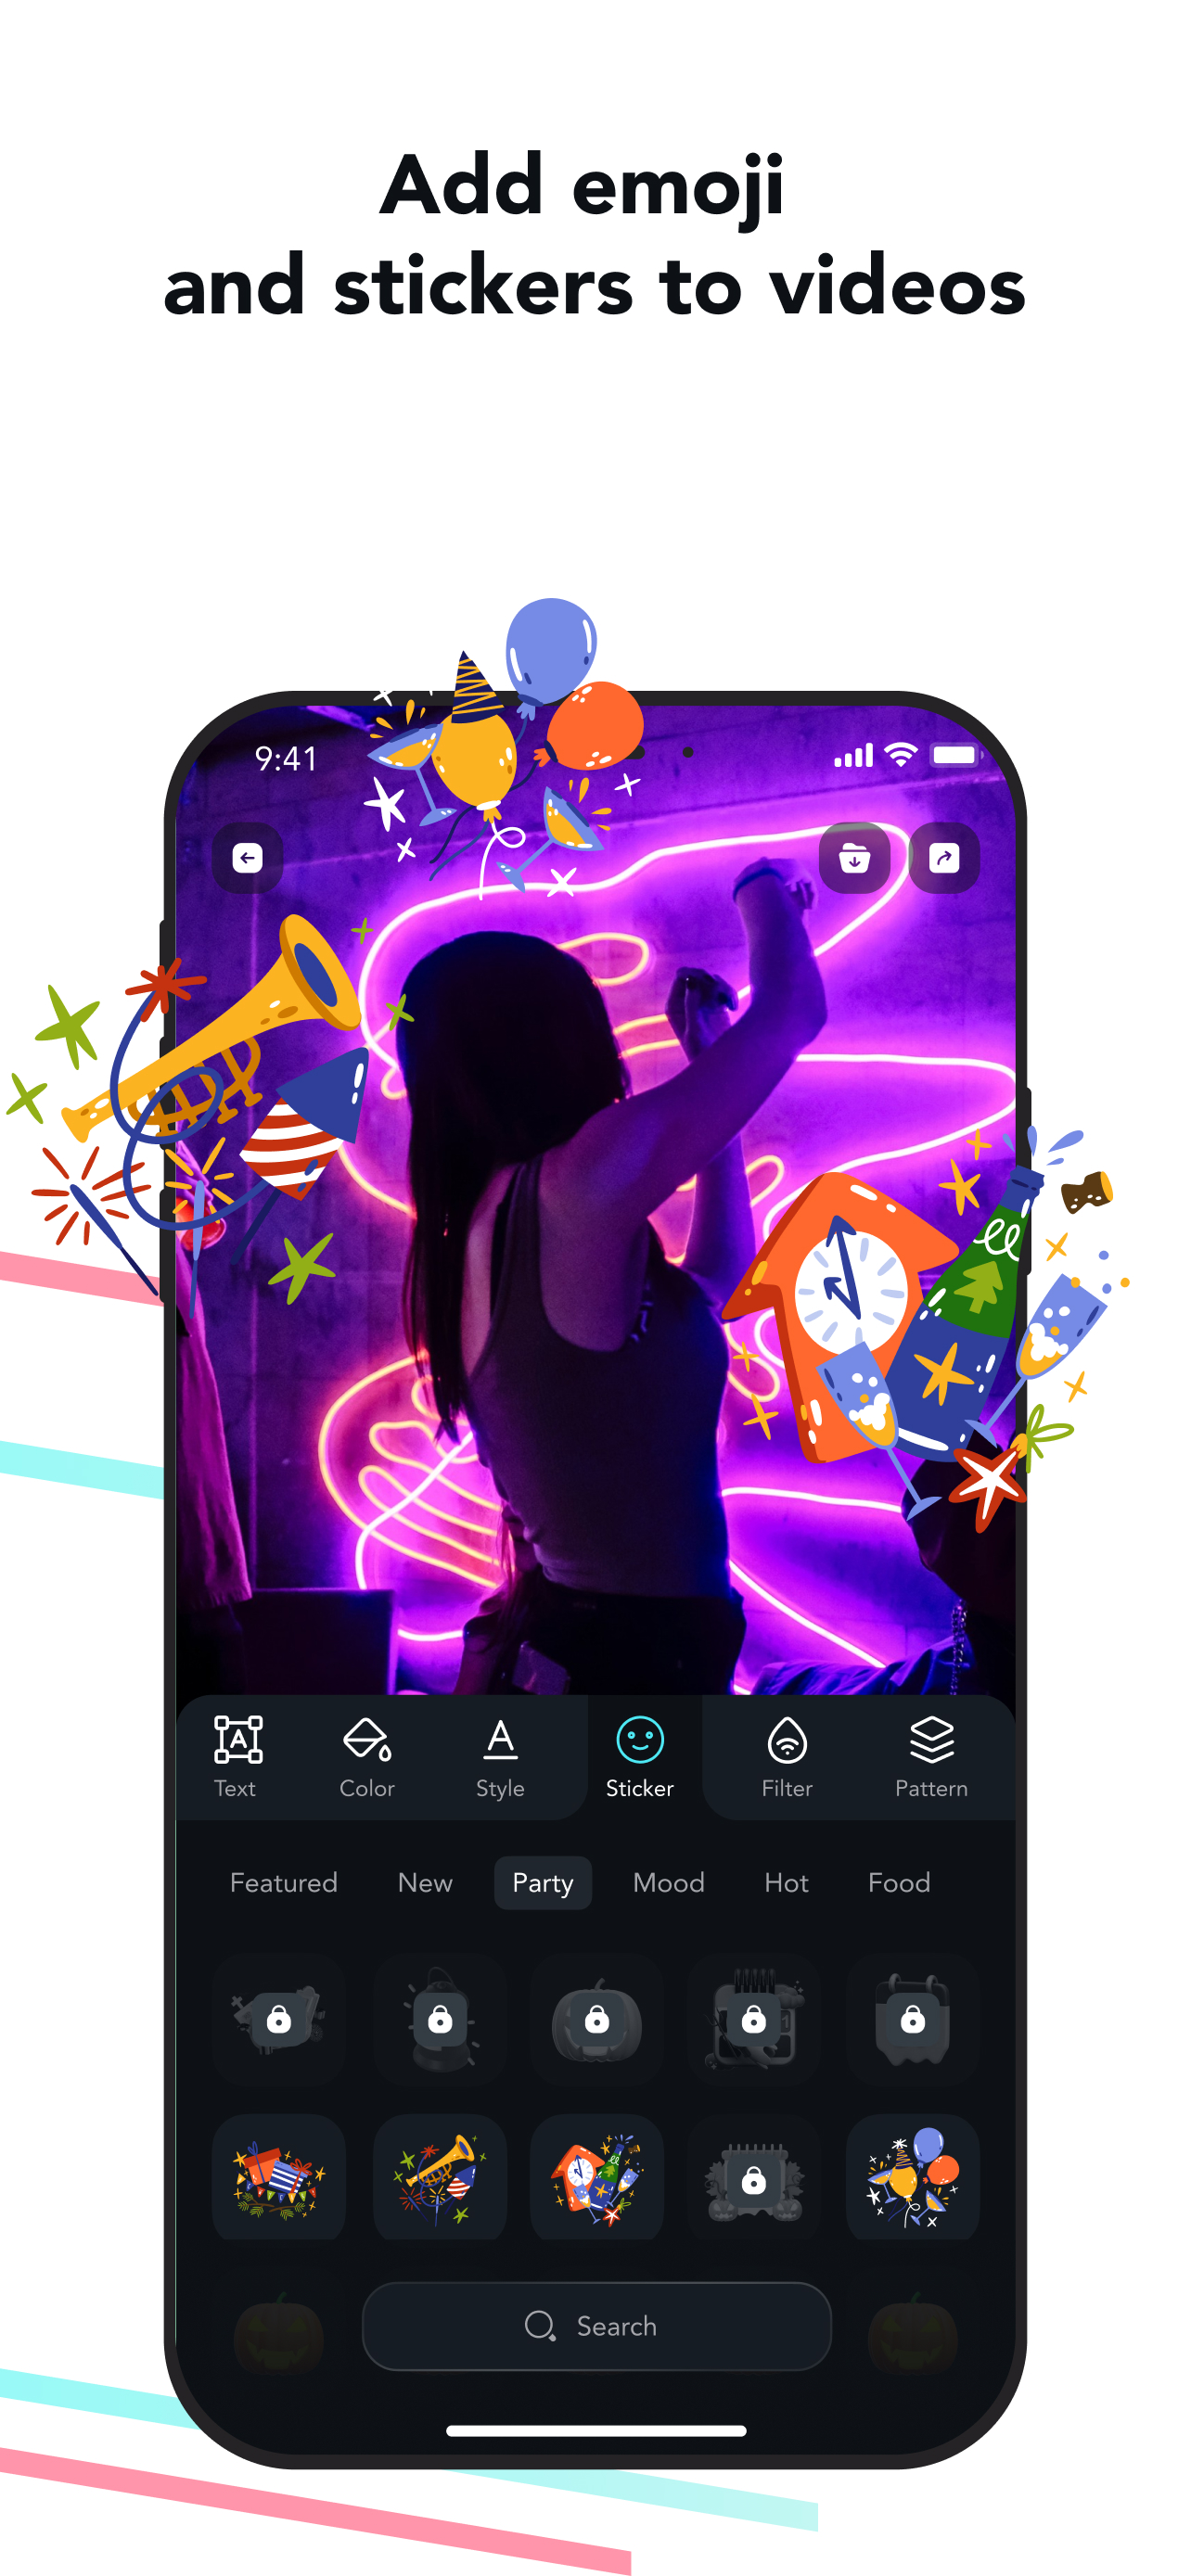 Add emoji
and stickers to videos
9:41
Text Color Style Sticker Filter Pattern
Featured New Party Mood Hot Food
Search